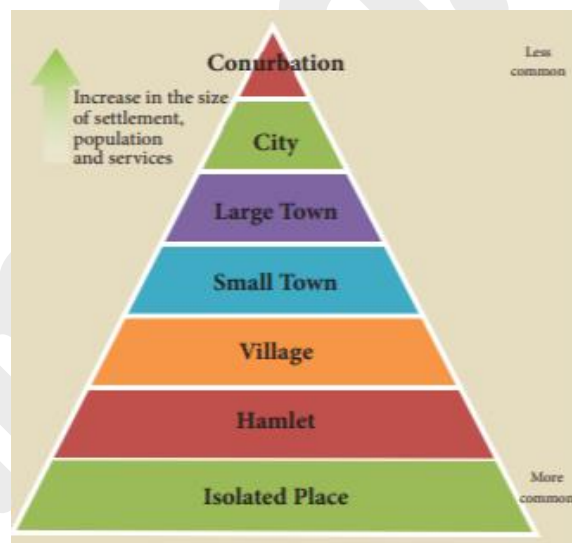 Conurbation
Less
common
Increase in the size
of settlement,
population
and services
City
Large Town
Small Town
Village
Hamlet
Isolated Place
More
common